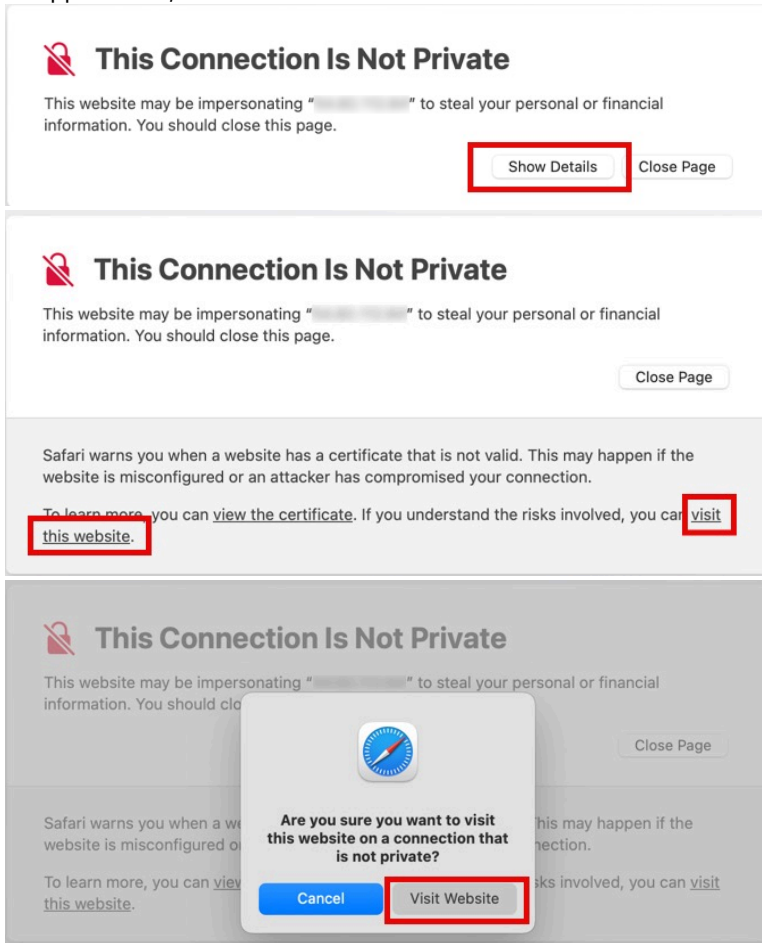 This Connection Is Not Private
This website may be impersonating " " to steal your personal or financial
information. You should close this page.
Show Details Close Page
This Connection Is Not Private
This website may be impersonating " " to steal your personal or financial
information. You should close this page.
Close Page
Safari warns you when a website has a certificate that is not valid. This may happen if the
website is misconfigured or an attacker has compromised your connection.
To learn more, you can view the certificate. If you understand the risks involved, you can visit
this website.
This Connection Is Not Private
This website may be impersonating " " to steal your personal or financial
information. You should clo
Close Page
Are you sure you want to visit
this website on a connection that
is not private?
Cancel Visit Website
Safari warns you when a we his may happen if the
website is misconfigured o nection.
To learn more, you can view sks involved, you can visit
this website.